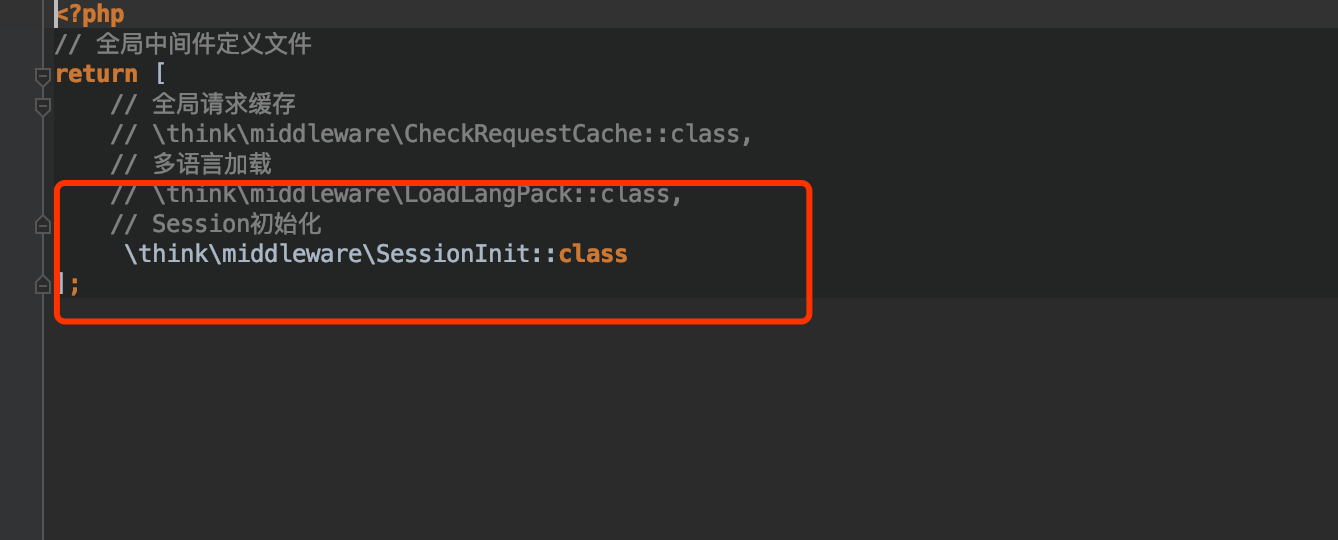 <?php
// 全局中间件定义文件
return [
    // 全局请求缓存
    // \think\middleware\CheckRequestCache::class,
    // 多语言加载
    // \think\middleware\LoadLangPack::class,
    // Session初始化
     \think\middleware\SessionInit::class
];